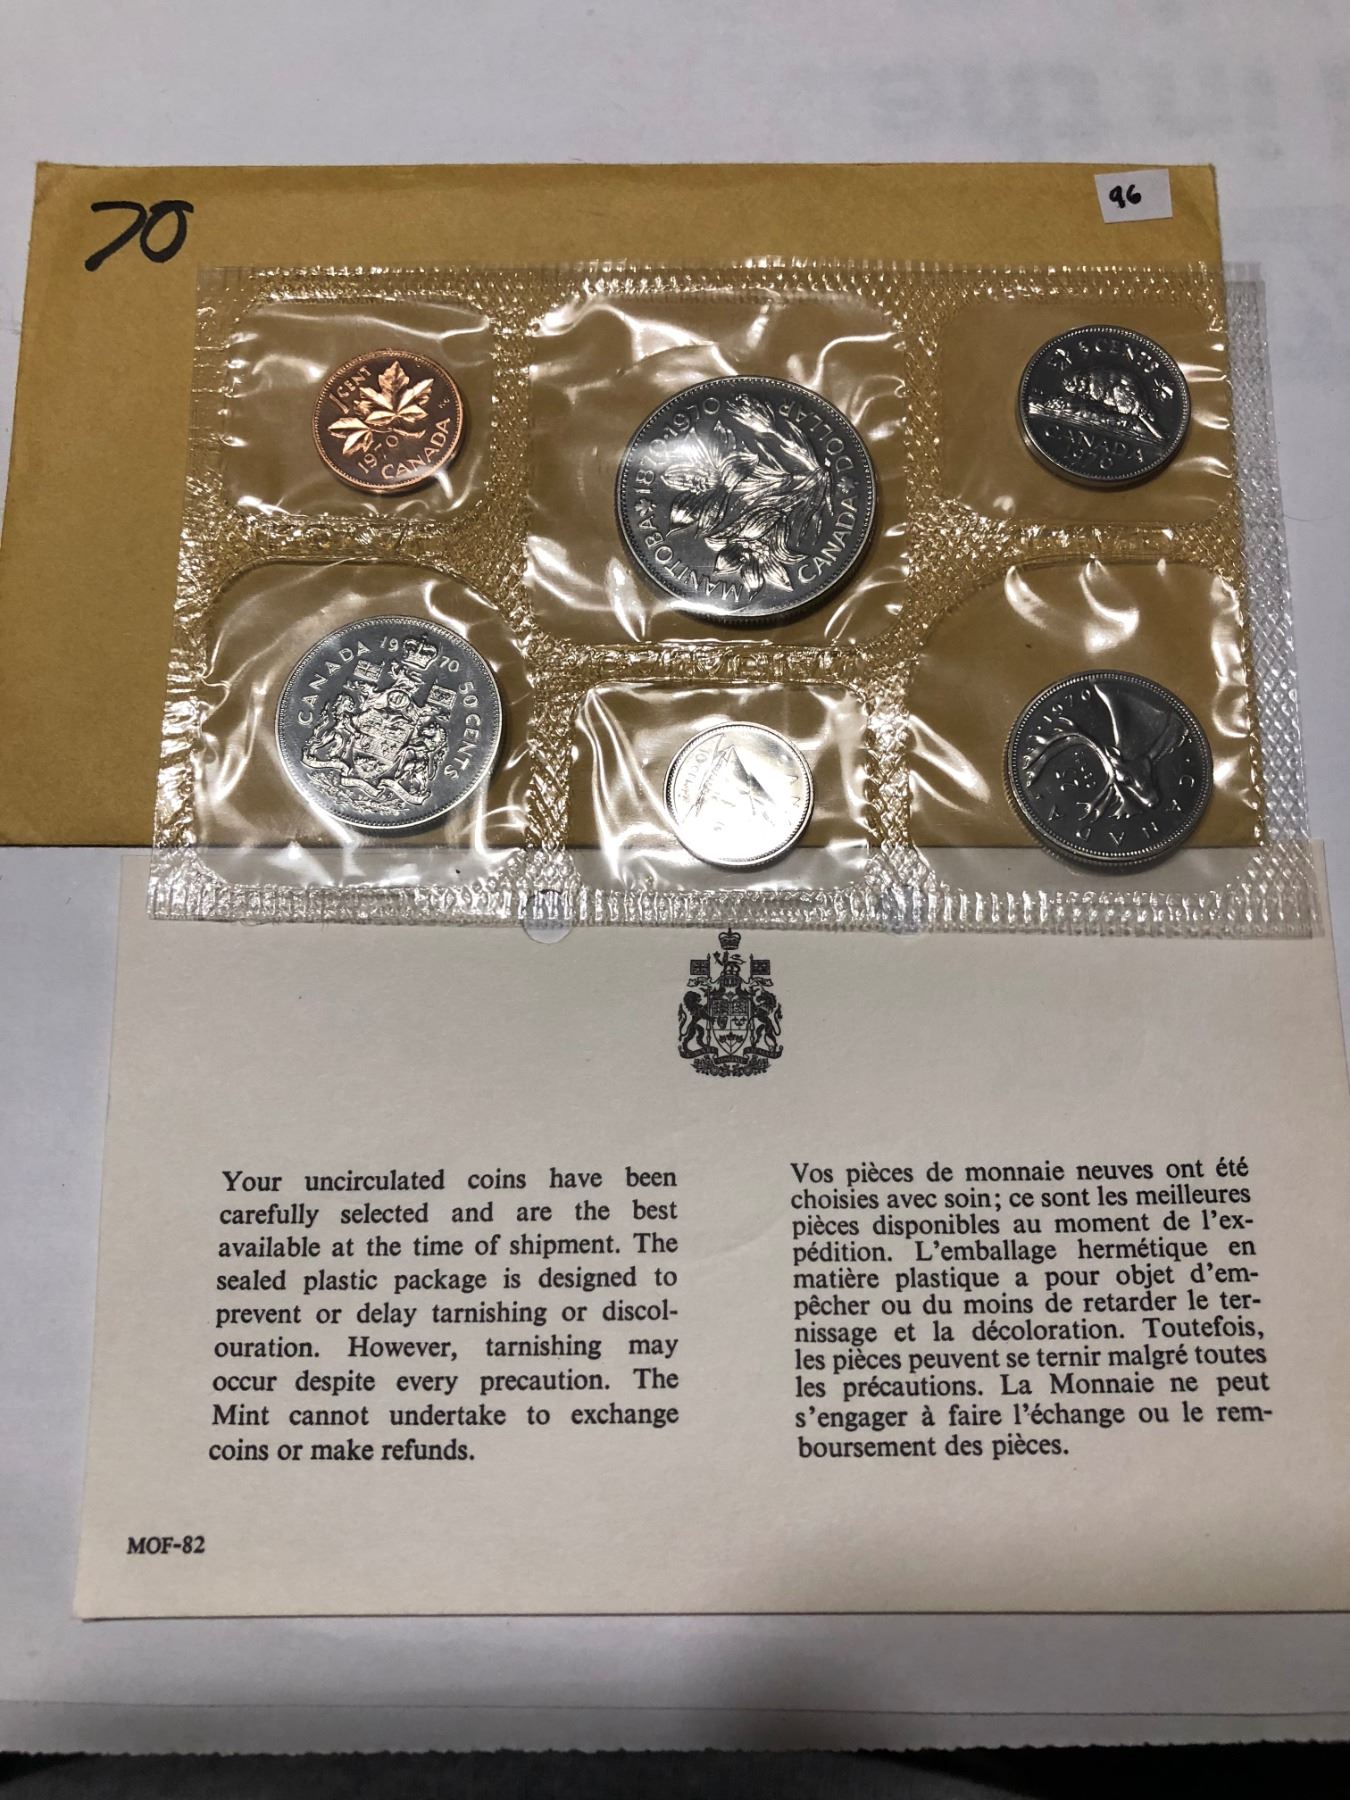 70
96
1 CENT
1970
CANADA
MANITOBA 1870·1970
CANADA DOLLAR
5 CENTS
CANADA
1970
CANADA 1970 50 CENTS
10 CENTS
1970
CANADA
Your uncirculated coins have been
carefully selected and are the best
available at the time of shipment. The
sealed plastic package is designed to
prevent or delay tarnishing or discol-
ouration. However, tarnishing may
occur despite every precaution. The
Mint cannot undertake to exchange
coins or make refunds.
MOF-82
Vos pièces de monnaie neuves ont été
choisies avec soin; ce sont les meilleures
pièces disponibles au moment de l'ex-
pédition. L'emballage hermétique en
matière plastique a pour objet d'em-
pêcher ou du moins de retarder le ter-
nissage et la décoloration. Toutefois,
les pièces peuvent se ternir malgré toutes
les précautions. La Monnaie ne peut
s'engager à faire l'échange ou le rem-
boursement des pièces.